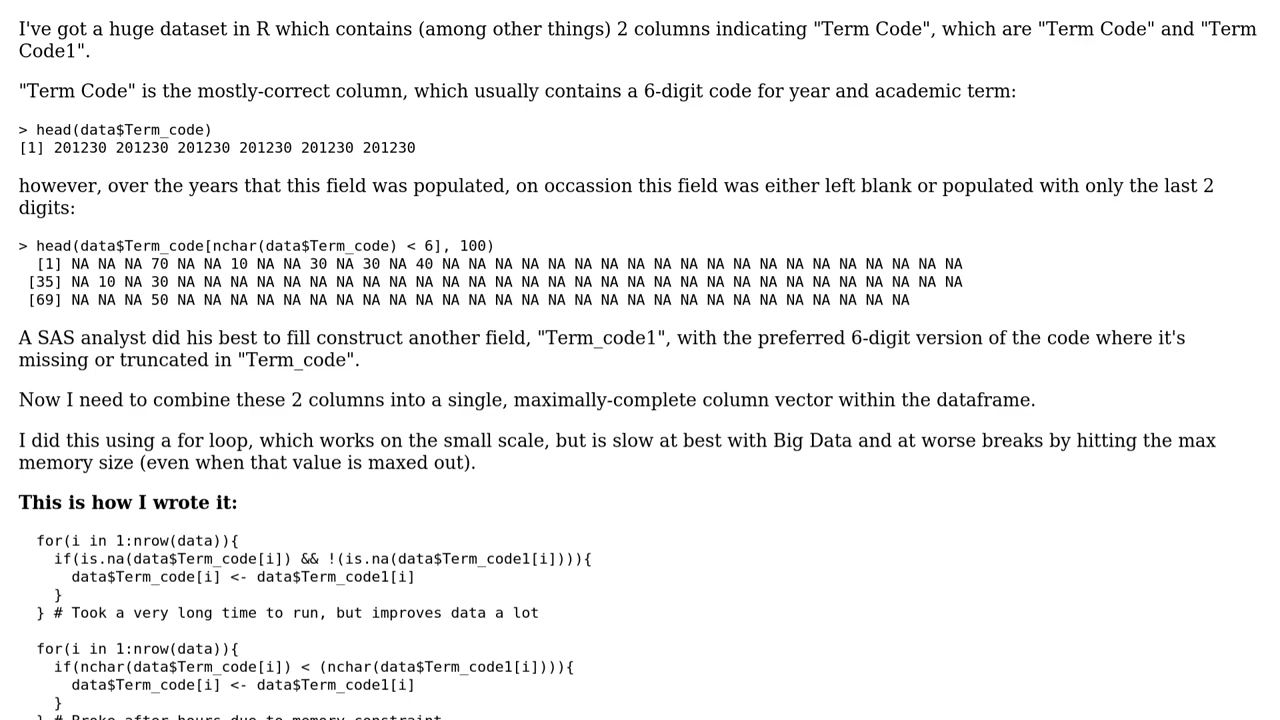 I've got a huge dataset in R which contains (among other things) 2 columns indicating "Term Code", which are "Term Code" and "Term
Code1".
"Term Code" is the mostly-correct column, which usually contains a 6-digit code for year and academic term:
> head(data$Term_code)
[1] 201230 201230 201230 201230 201230 201230
however, over the years that this field was populated, on occassion this field was either left blank or populated with only the last 2
digits:
> head(data$Term_code[nchar(data$Term_code) < 6], 100)
  [1] NA NA NA 70 NA NA 10 NA NA 30 NA 30 NA 40 NA NA NA NA NA NA NA NA NA NA NA NA NA NA NA NA NA NA NA NA
 [35] NA 10 NA 30 NA NA NA NA NA NA NA NA NA NA NA NA NA NA NA NA NA NA NA NA NA NA NA NA NA NA NA NA NA NA
 [69] NA NA NA 50 NA NA NA NA NA NA NA NA NA NA NA NA NA NA NA NA NA NA NA NA NA NA NA NA NA NA NA NA
A SAS analyst did his best to fill construct another field, "Term_code1", with the preferred 6-digit version of the code where it's
missing or truncated in "Term_code".
Now I need to combine these 2 columns into a single, maximally-complete column vector within the dataframe.
I did this using a for loop, which works on the small scale, but is slow at best with Big Data and at worse breaks by hitting the max
memory size (even when that value is maxed out).
This is how I wrote it:
  for(i in 1:nrow(data)){
    if(is.na(data$Term_code[i]) && !(is.na(data$Term_code1[i]))){
      data$Term_code[i] <- data$Term_code1[i]
    }
  } # Took a very long time to run, but improves data a lot
  for(i in 1:nrow(data)){
    if(nchar(data$Term_code[i]) < (nchar(data$Term_code1[i]))){
      data$Term_code[i] <- data$Term_code1[i]
    }
  } # Broke after hours due to memory constraint